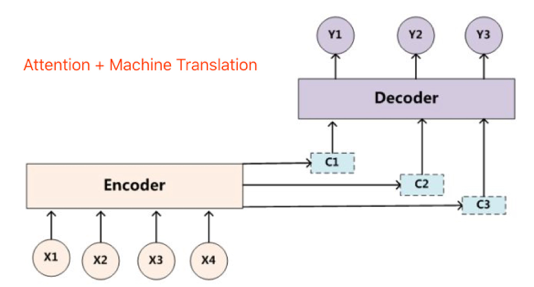 Y1 Y2 Y3
Attention + Machine Translation
Decoder
C1
Encoder
C2
C3
X1 X2 X3 X4